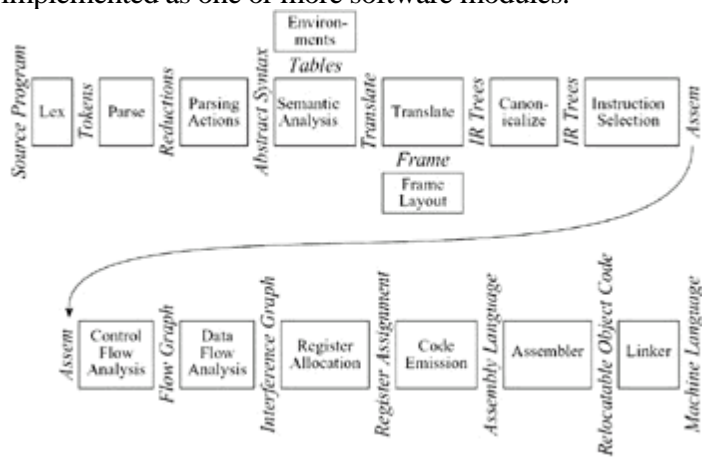 implemented as one or more software modules.
Environ-
ments
Tables
Source Program
Lex
Tokens
Parse
Reductions
Parsing
Actions
Abstract Syntax
Semantic
Analysis
Translate
Translate
IR Trees
Canon-
icalize
IR Trees
Instruction
Selection
Assem
Frame
Frame
Layout
Assem
Control
Flow
Analysis
Flow Graph
Data
Flow
Analysis
Interference Graph
Register
Allocation
Register Assignment
Code
Emission
Assembly Language
Assembler
Relocatable Object Code
Linker
Machine Language